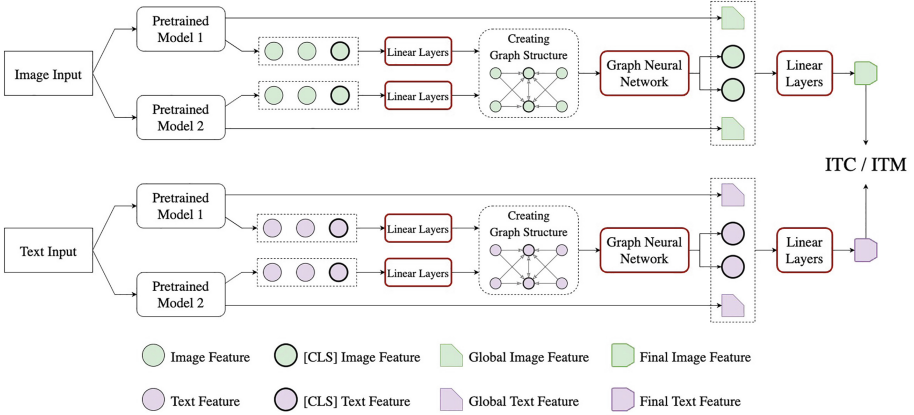 Image Input
Pretrained
Model 1
Pretrained
Model 2
Linear Layers
Linear Layers
Creating
Graph Structure
Graph Neural
Network
Linear
Layers
ITC / ITM
Text Input
Pretrained
Model 1
Pretrained
Model 2
Linear Layers
Linear Layers
Creating
Graph Structure
Graph Neural
Network
Linear
Layers
Image Feature
[CLS] Image Feature
Global Image Feature
Final Image Feature
Text Feature
[CLS] Text Feature
Global Text Feature
Final Text Feature